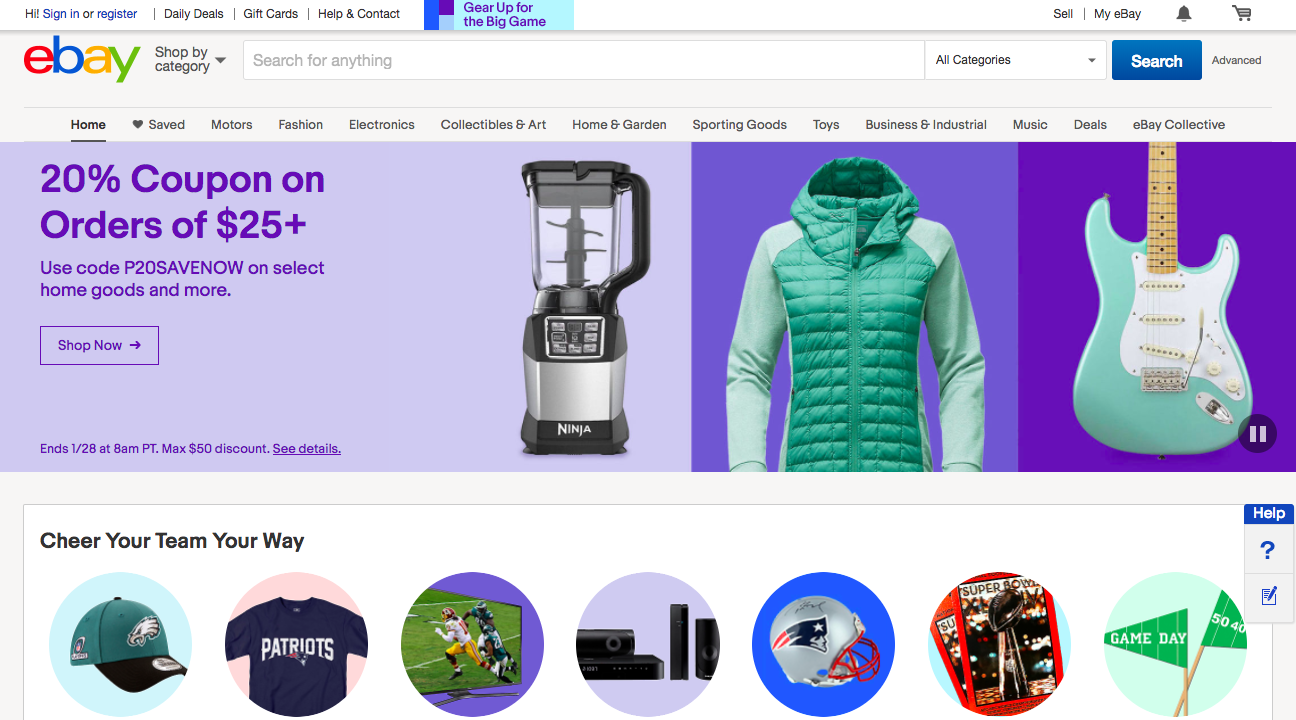 Hi! Sign in or register
Daily Deals
Gift Cards
Help & Contact
Gear Up for
the Big Game
Sell
My eBay
ebay
Shop by
category
Search for anything
All Categories
Search
Advanced
Home
Saved
Motors
Fashion
Electronics
Collectibles & Art
Home & Garden
Sporting Goods
Toys
Business & Industrial
Music
Deals
eBay Collective
20% Coupon on
Orders of $25+
Use code P20SAVENOW on select
home goods and more.
Shop Now →
Ends 1/28 at 8am PT. Max $50 discount. See details.
NINJA
Help
?
Cheer Your Team Your Way
PATRIOTS
SUPER BOWL
GAME DAY
50 40